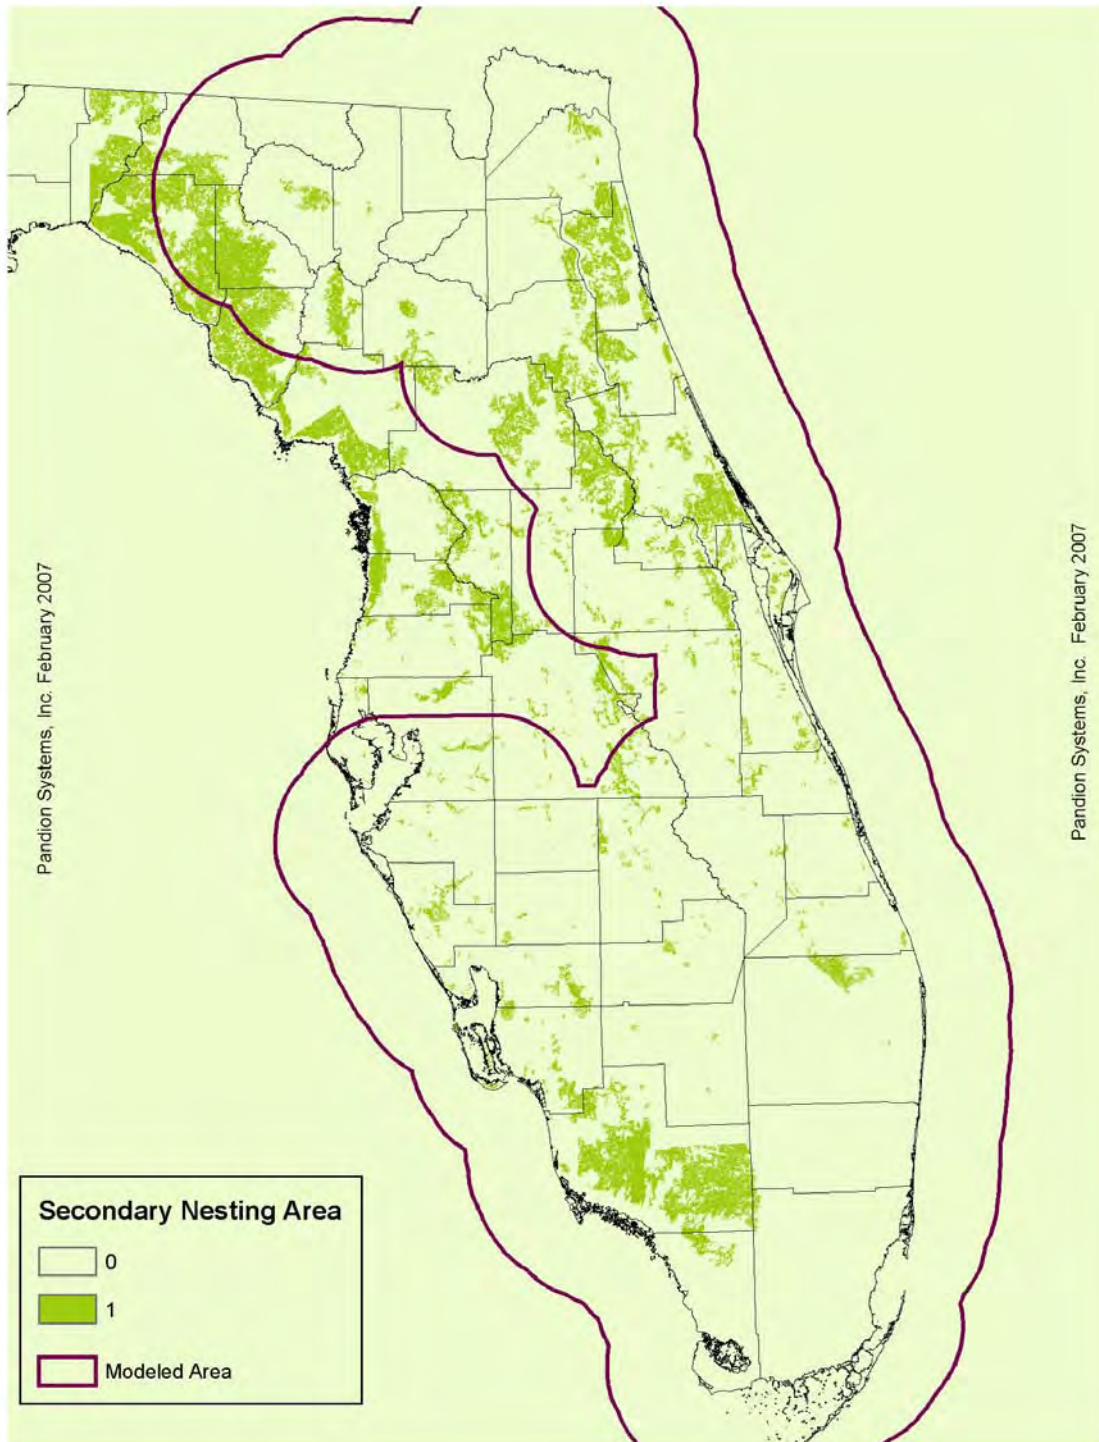 Pandion Systems, Inc. February 2007
Pandion Systems, Inc.  February 2007
Secondary Nesting Area
0
1
Modeled Area